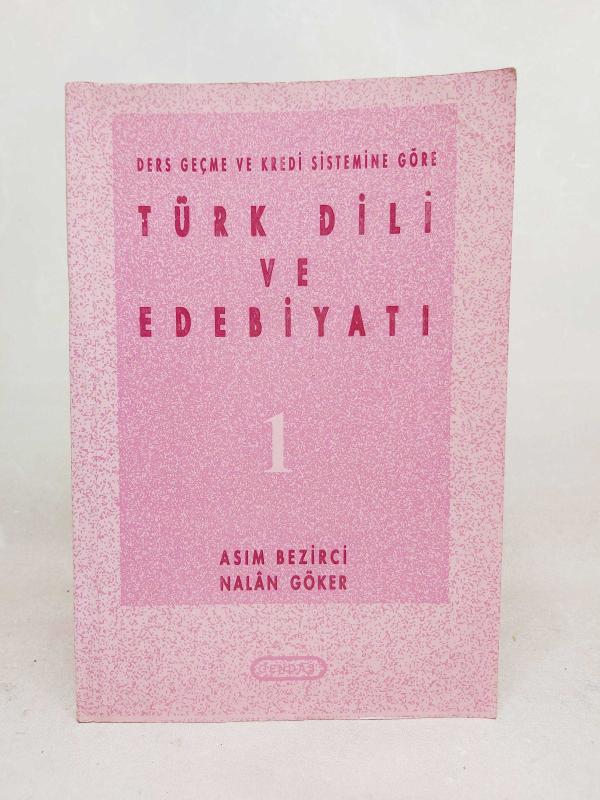 DERS GEÇME VE KREDİ SİSTEMİNE GÖRE
TÜRK DİLİ
VE
EDEBİYATI
1
ASIM BEZİRCİ
NALÂN GÖKER